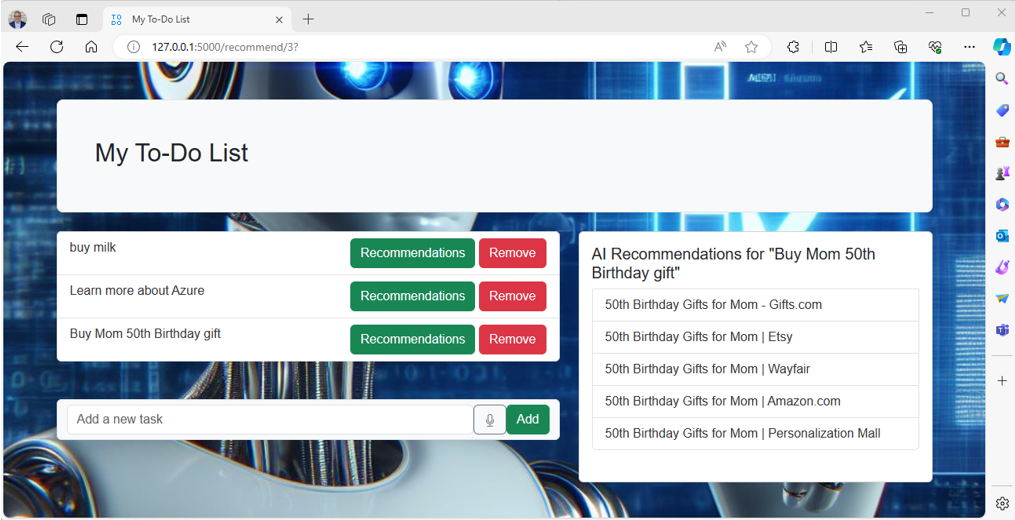 My To-Do List
127.0.0.1:5000/recommend/3?
My To-Do List
buy milk
Recommendations
Remove
Learn more about Azure
Recommendations
Remove
Buy Mom 50th Birthday gift
Recommendations
Remove
Add a new task
Add
AI Recommendations for "Buy Mom 50th
Birthday gift"
50th Birthday Gifts for Mom - Gifts.com
50th Birthday Gifts for Mom | Etsy
50th Birthday Gifts for Mom | Wayfair
50th Birthday Gifts for Mom | Amazon.com
50th Birthday Gifts for Mom | Personalization Mall